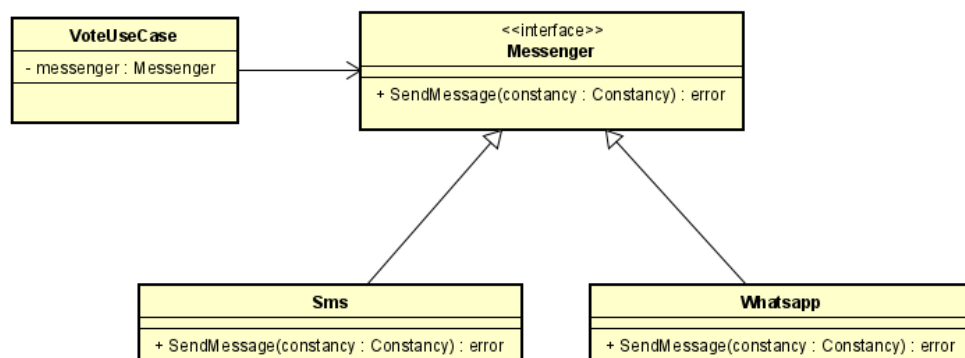 VoteUseCase
- messenger : Messenger
<<interface>>
Messenger
+ SendMessage(constancy : Constancy) : error
Sms
+ SendMessage(constancy : Constancy) : error
Whatsapp
+ SendMessage(constancy : Constancy) : error